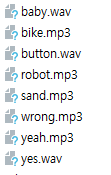 baby.wav
bike.mp3
button.wav
robot.mp3
sand.mp3
wrong.mp3
yeah.mp3
yes.wav